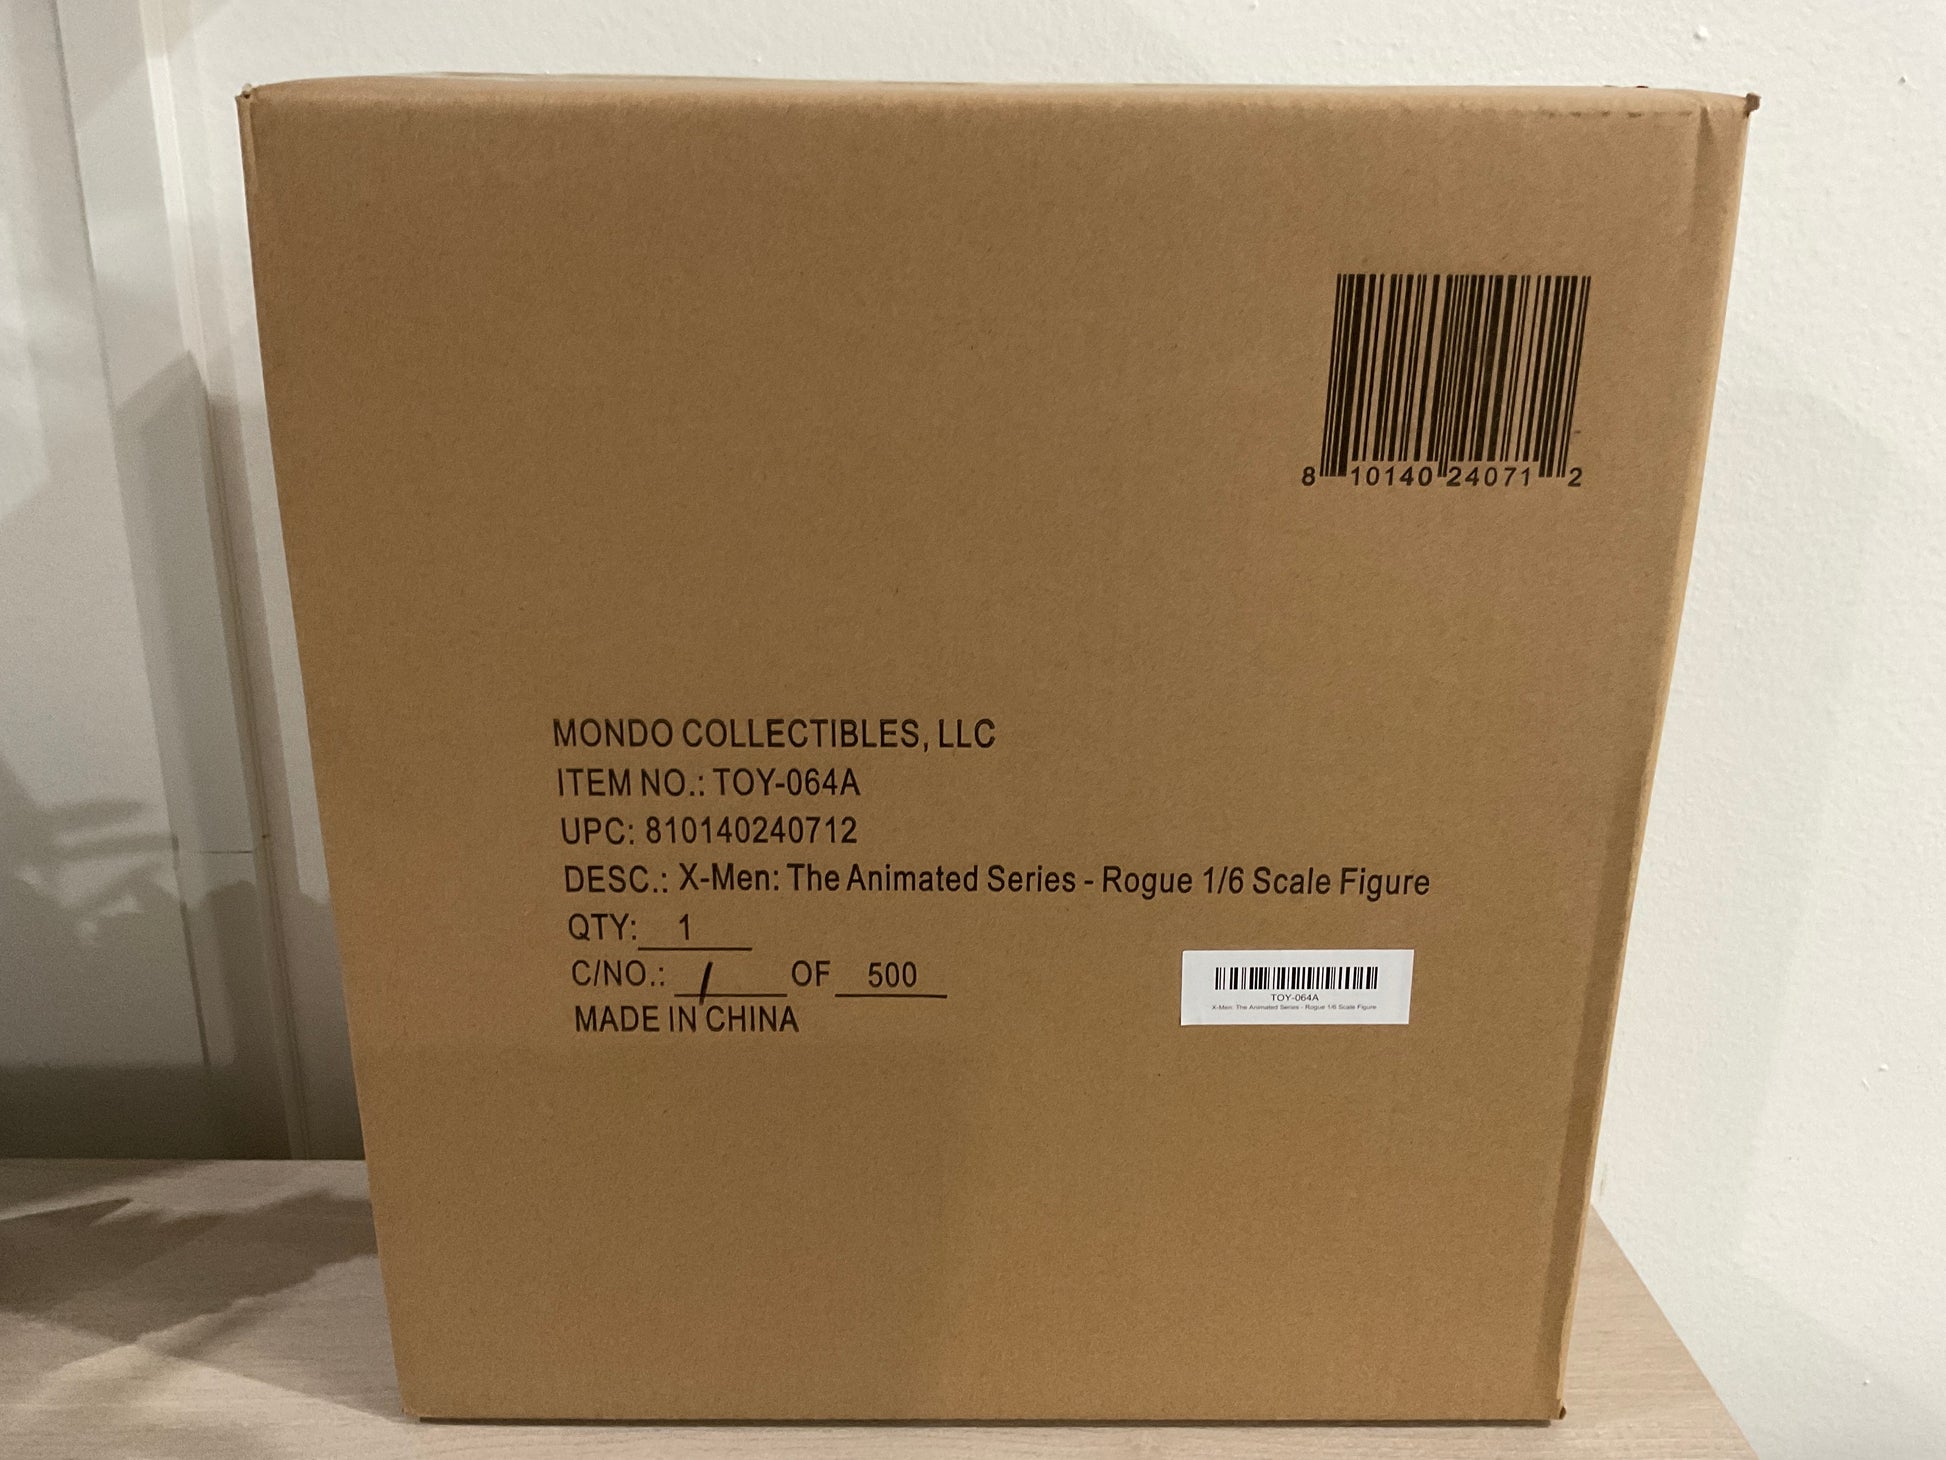 8 10140 24071 2
MONDO COLLECTIBLES, LLC
ITEM NO.: TOY-064A
UPC: 810140240712
DESC.: X-Men: The Animated Series - Rogue 1/6 Scale Figure
QTY: 1
C/NO.: / OF 500
MADE IN CHINA
TOY-064A
X-Men: The Animated Series - Rogue 1/6 Scale Figure